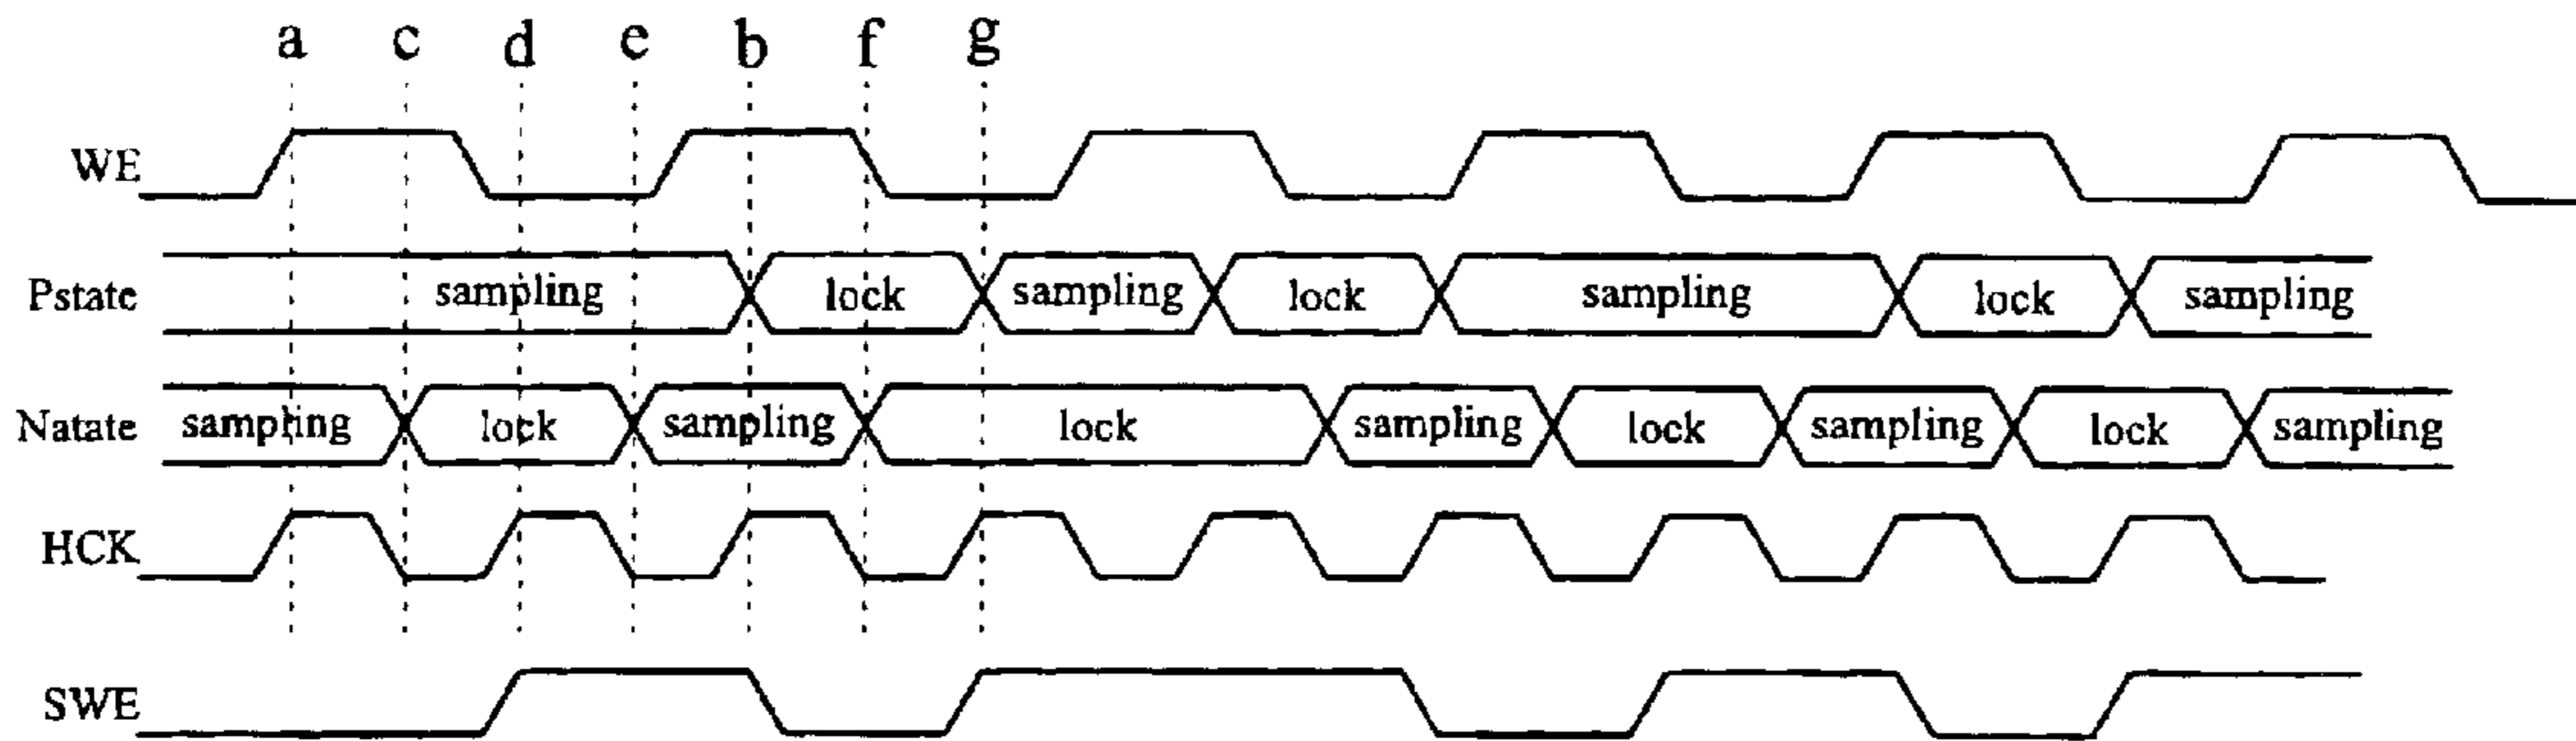 a c d e b f g
WE
Pstate sampling lock sampling lock sampling lock sampling
Natate sampling lock sampling lock sampling lock sampling lock sampling
HCK
SWE